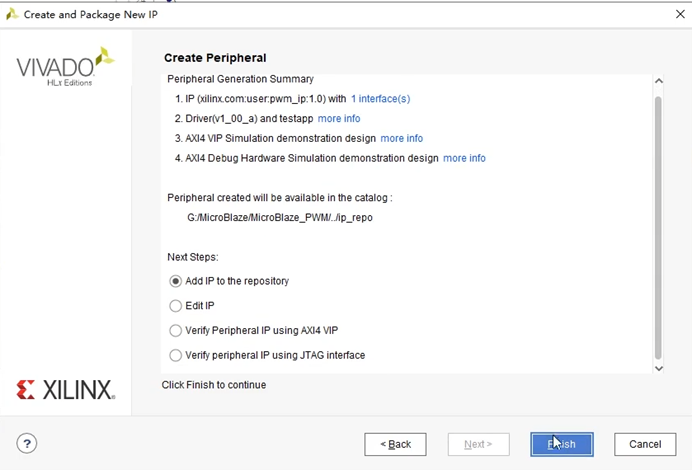 Create and Package New IP
VIVADO
HLx Editions
Create Peripheral
Peripheral Generation Summary
1. IP (xilinx.com:user:pwm_ip:1.0) with 1 interface(s)
2. Driver(v1_00_a) and testapp more info
3. AXI4 VIP Simulation demonstration design more info
4. AXI4 Debug Hardware Simulation demonstration design more info
Peripheral created will be available in the catalog :
G:/MicroBlaze/MicroBlaze_PWM/../ip_repo
Next Steps:
Add IP to the repository
Edit IP
Verify Peripheral IP using AXI4 VIP
Verify peripheral IP using JTAG interface
Click Finish to continue
XILINX
? < Back Next > Finish Cancel